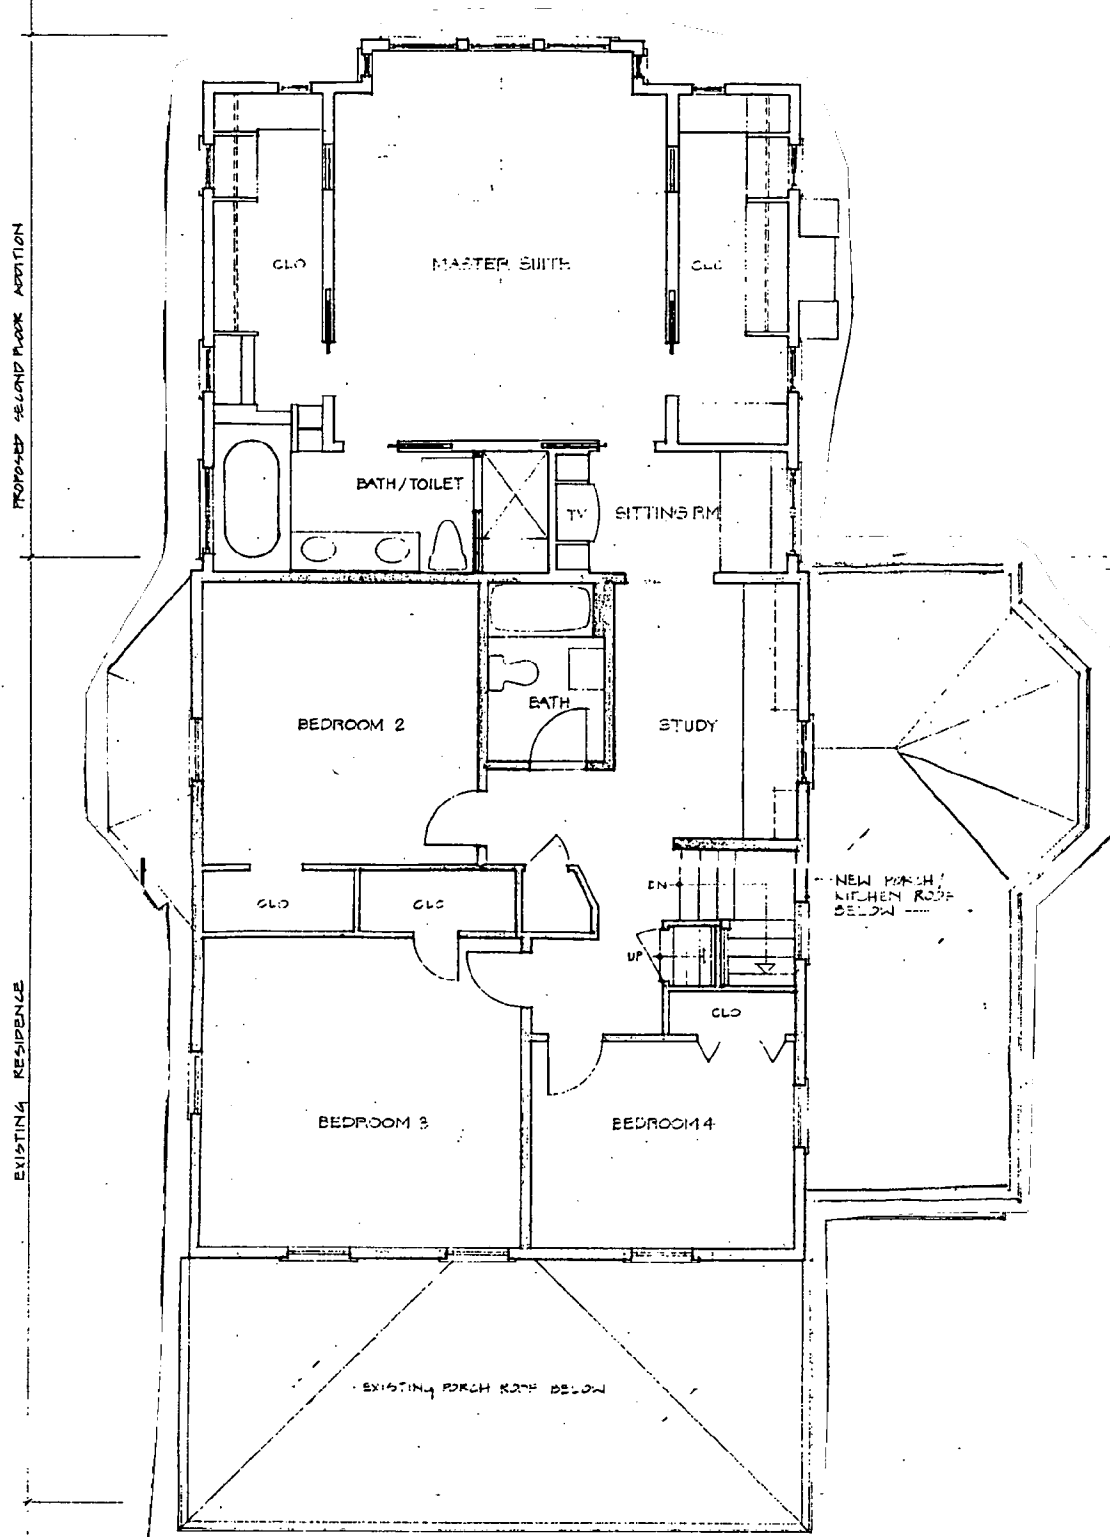 PROPOSED SECOND FLOOR ADDITION
CLO
MASTER SUITE
CLO
BATH/TOILET
TV
SITTING RM
BEDROOM 2
BATH
STUDY
CLO
CLO
DN
NEW PORCH/
KITCHEN ROOF
BELOW
UP
CLO
EXISTING RESIDENCE
BEDROOM 3
BEDROOM 4
EXISTING PORCH ROOF BELOW